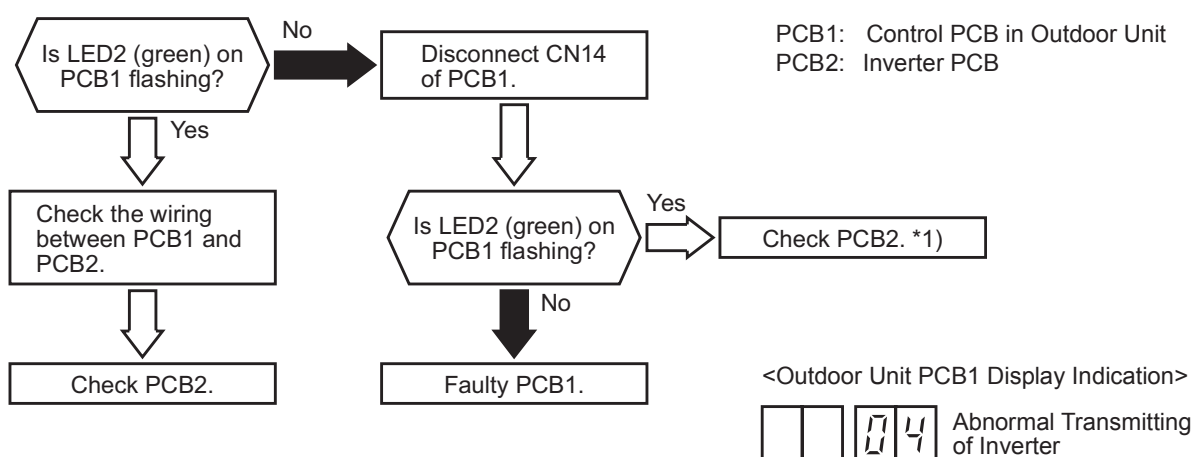 Is LED2 (green) on
PCB1 flashing?
No
Disconnect CN14
of PCB1.
PCB1: Control PCB in Outdoor Unit
PCB2: Inverter PCB
Yes
Check the wiring
between PCB1 and
PCB2.
Is LED2 (green) on
PCB1 flashing?
Yes
Check PCB2. *1)
No
Check PCB2.
Faulty PCB1.
<Outdoor Unit PCB1 Display Indication>
04
Abnormal Transmitting
of Inverter